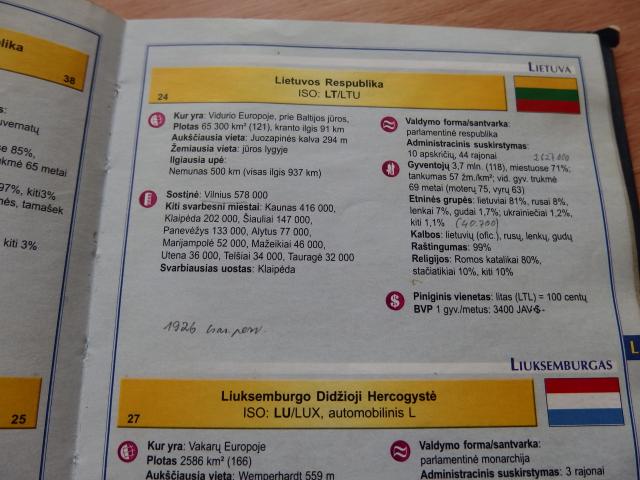 lika
38
uvernatų
se 85%,
ukmė 65 metai
97%, kiti3%
nės, tamašek
kiti 3%
25
LIETUVA
24
Lietuvos Respublika
ISO: LT/LTU
Kur yra: Vidurio Europoje, prie Baltijos jūros,
Plotas 65 300 km² (121), kranto ilgis 91 km
Aukščiausia vieta: Juozapinės kalva 294 m
Žemiausia vieta: jūros lygyje
Ilgiausia upė:
Nemunas 500 km (visas ilgis 937 km)
Sostinė: Vilnius 578 000
Kiti svarbesni miestai: Kaunas 416 000,
Klaipėda 202 000, Šiauliai 147 000,
Panevėžys 133 000, Alytus 77 000,
Marijampolė 52 000, Mažeikiai 46 000,
Utena 36 000, Telšiai 34 000, Tauragė 32 000
Svarbiausias uostas: Klaipėda
1926
Valdymo forma/santvarka:
parlamentinė respublika
Administracinis suskirstymas:
10 apskričių, 44 rajonai
Gyventojų 3,7 mln. (118), miestuose 71%;
tankumas 57 žm./km²; vid. gyv. trukmė
69 metai (moterų 75, vyrų 63)
Etninės grupės: lietuviai 81%, rusai 8%,
lenkai 7%, gudai 1,7%; ukrainiečiai 1,2%,
kiti 1,1% (40.700)
Kalbos: lietuvių (ofic.), rusų, lenkų, gudų
Raštingumas: 99%
Religijos: Romos katalikai 80%,
stačiatikiai 10%, kiti 10%
Piniginis vienetas: litas (LTL) = 100 centų
BVP 1 gyv./metus: 3400 JAV$
L
LIUKSEMBURGAS
27
Liuksemburgo Didžioji Hercogystė
ISO: LU/LUX, automobilinis L
Kur yra: Vakarų Europoje
Plotas 2586 km² (166)
Aukščiausia vieta: Wemperhardt 559 m
Valdymo forma/santvarka:
parlamentinė monarchija
Administracinis suskirstymas: 3 rajonai